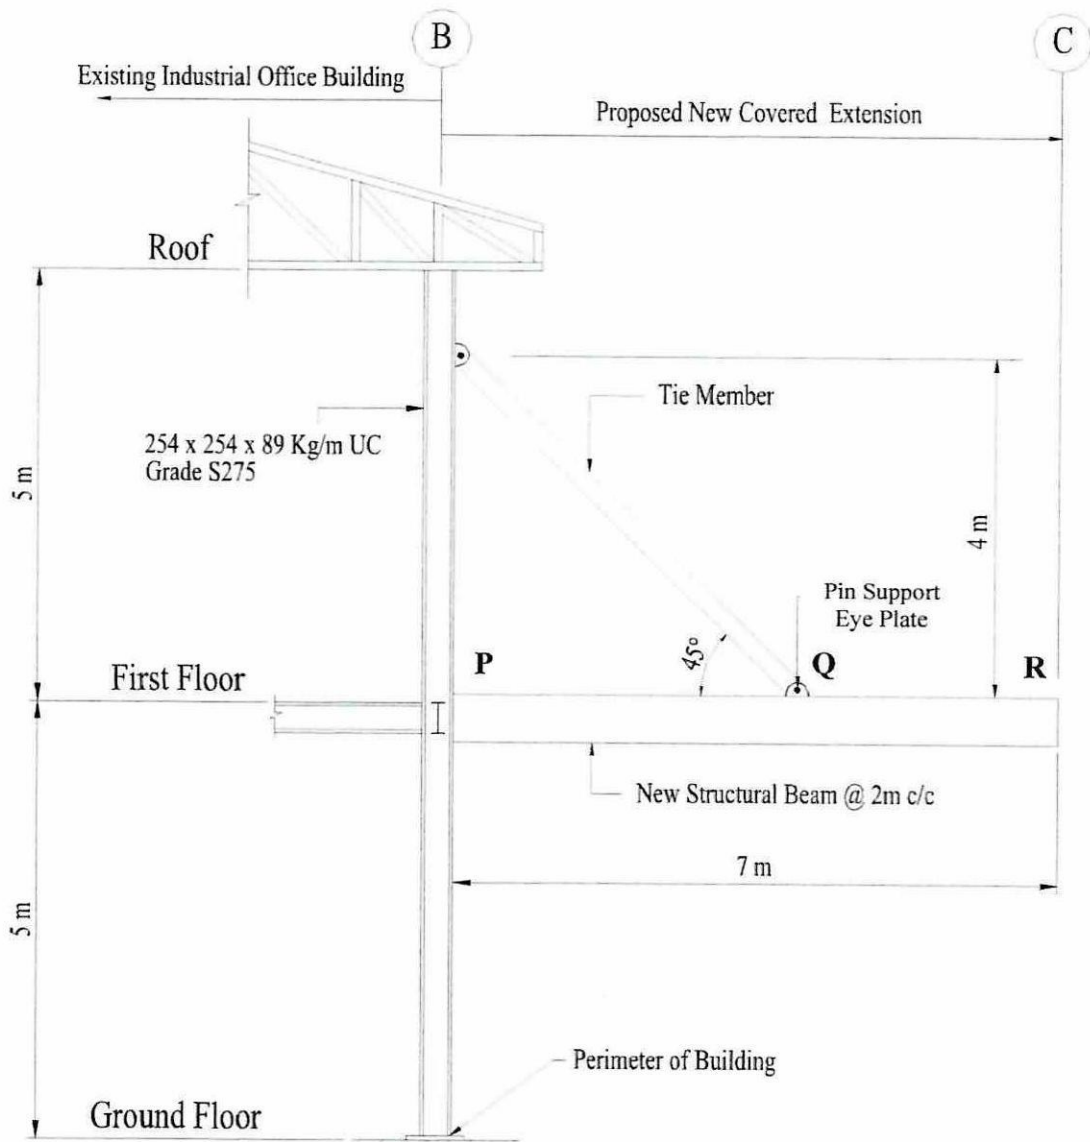 B
C
Existing Industrial Office Building
Proposed New Covered Extension
Roof
Tie Member
254 x 254 x 89 Kg/m UC
Grade S275
5 m
4 m
Pin Support
Eye Plate
45°
P
Q
R
First Floor
New Structural Beam @ 2m c/c
7 m
5 m
Perimeter of Building
Ground Floor